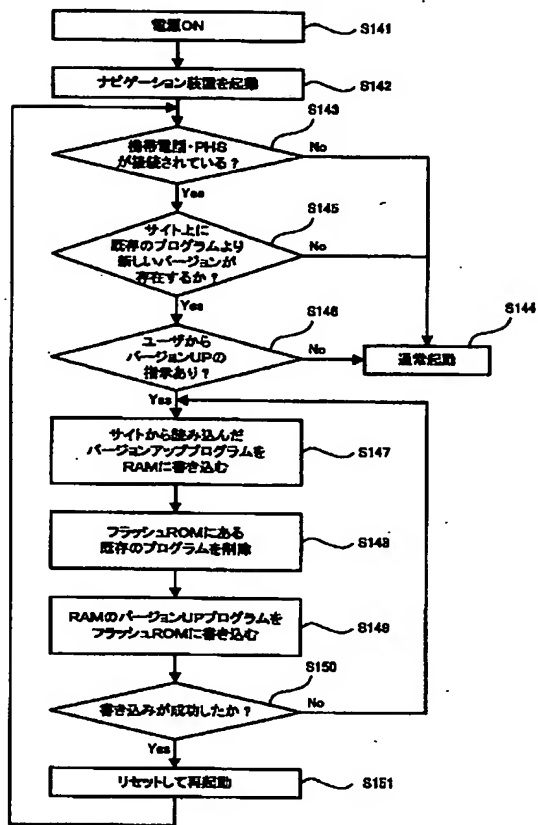 電源ON
S141
ナビゲーション装置を起動
S142
S143
携帯電話・PHS
が接続されている？
No
Yes
S145
サイト上に
既存のプログラムより
新しいバージョンが
存在するか？
No
Yes
S146
ユーザから
バージョンUPの
指示あり？
No
S144
通常起動
Yes
サイトから読み込んだ
バージョンアッププログラムを
RAMに書き込む
S147
フラッシュROMにある
既存のプログラムを削除
S148
RAMのバージョンUPプログラムを
フラッシュROMに書き込む
S149
S150
書き込みが成功したか？
No
Yes
リセットして再起動
S151